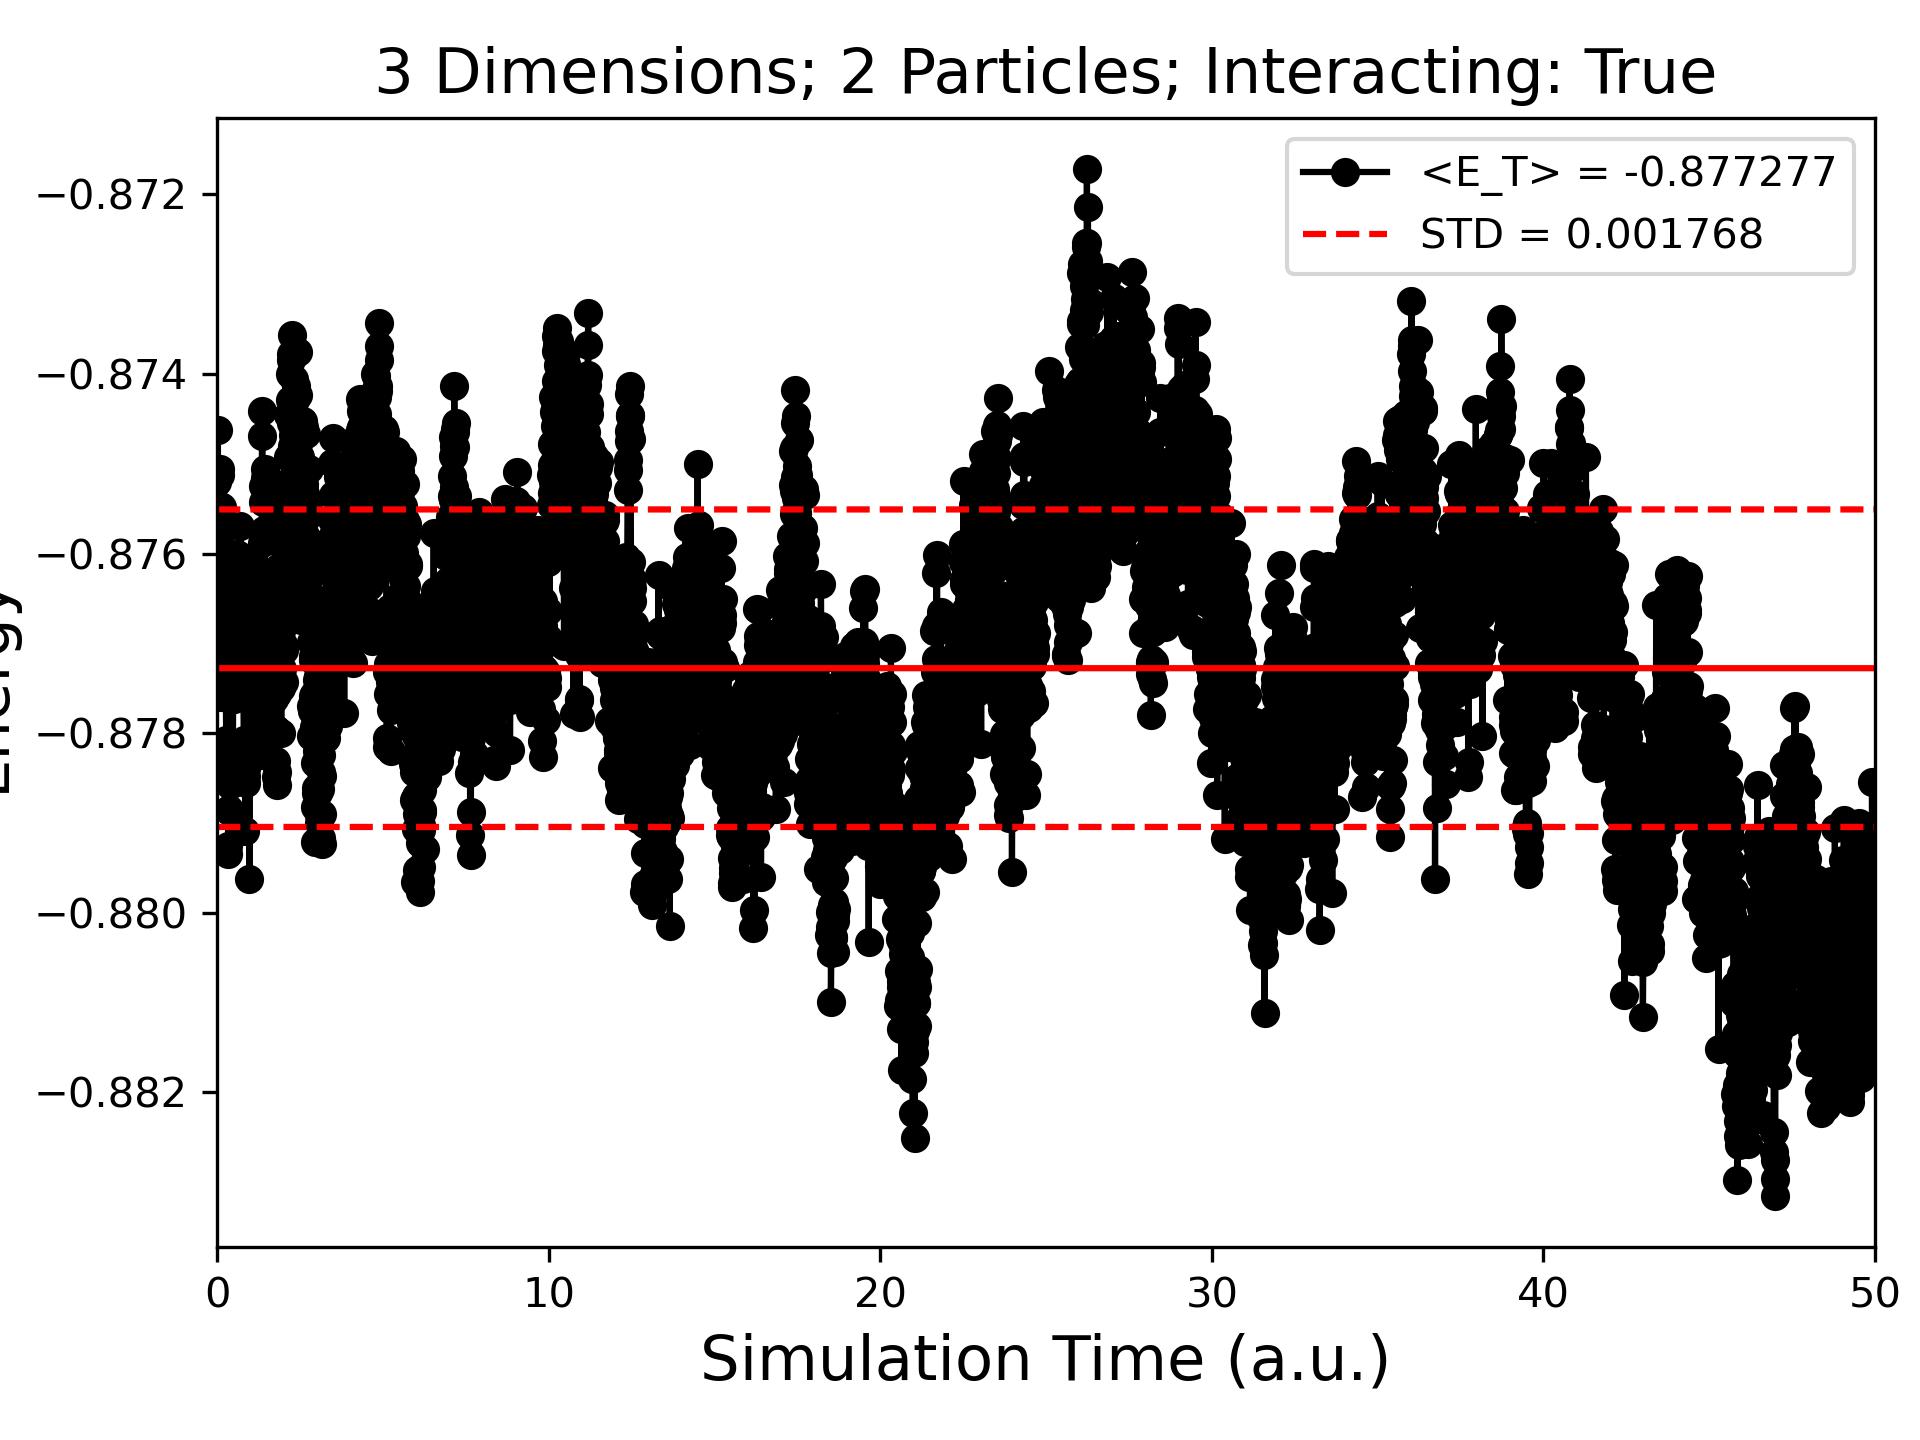 3 Dimensions; 2 Particles; Interacting: True
<E_T> = -0.877277
STD = 0.001768
−0.872
−0.874
−0.876
−0.878
−0.880
−0.882
Energy
0 10 20 30 40 50
Simulation Time (a.u.)